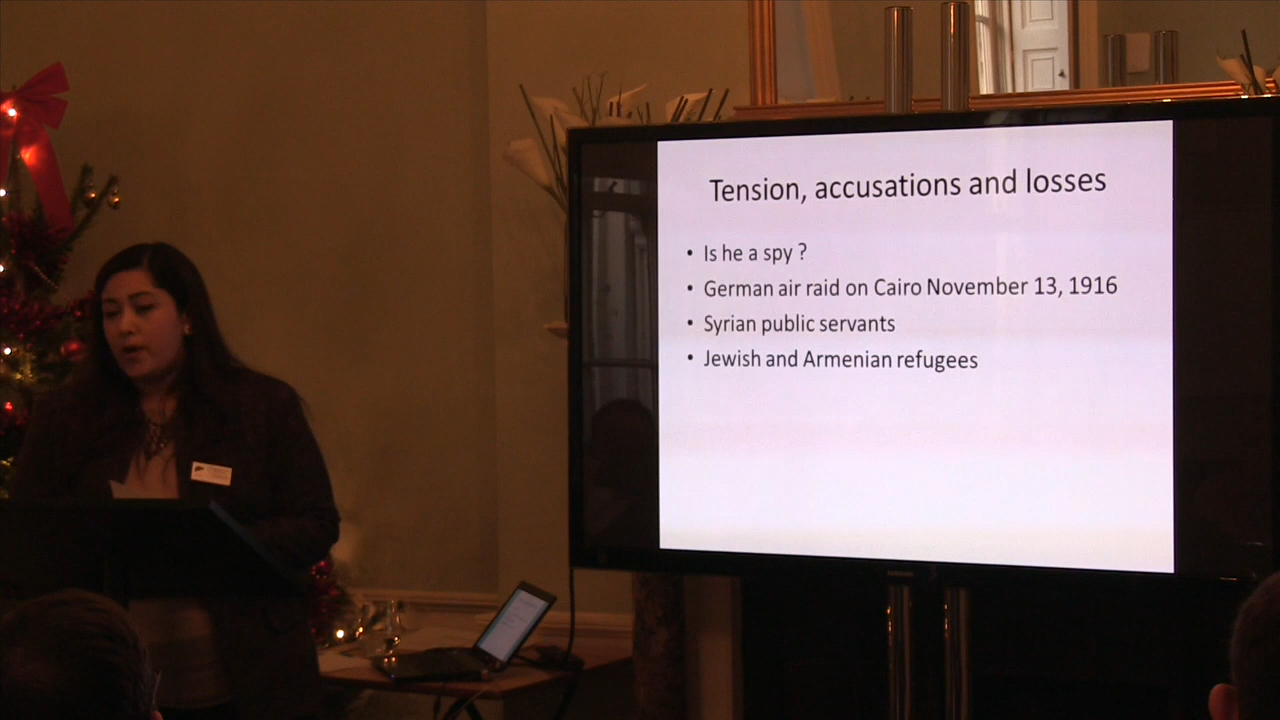 Tension, accusations and losses
• Is he a spy ?
• German air raid on Cairo November 13, 1916
• Syrian public servants
• Jewish and Armenian refugees